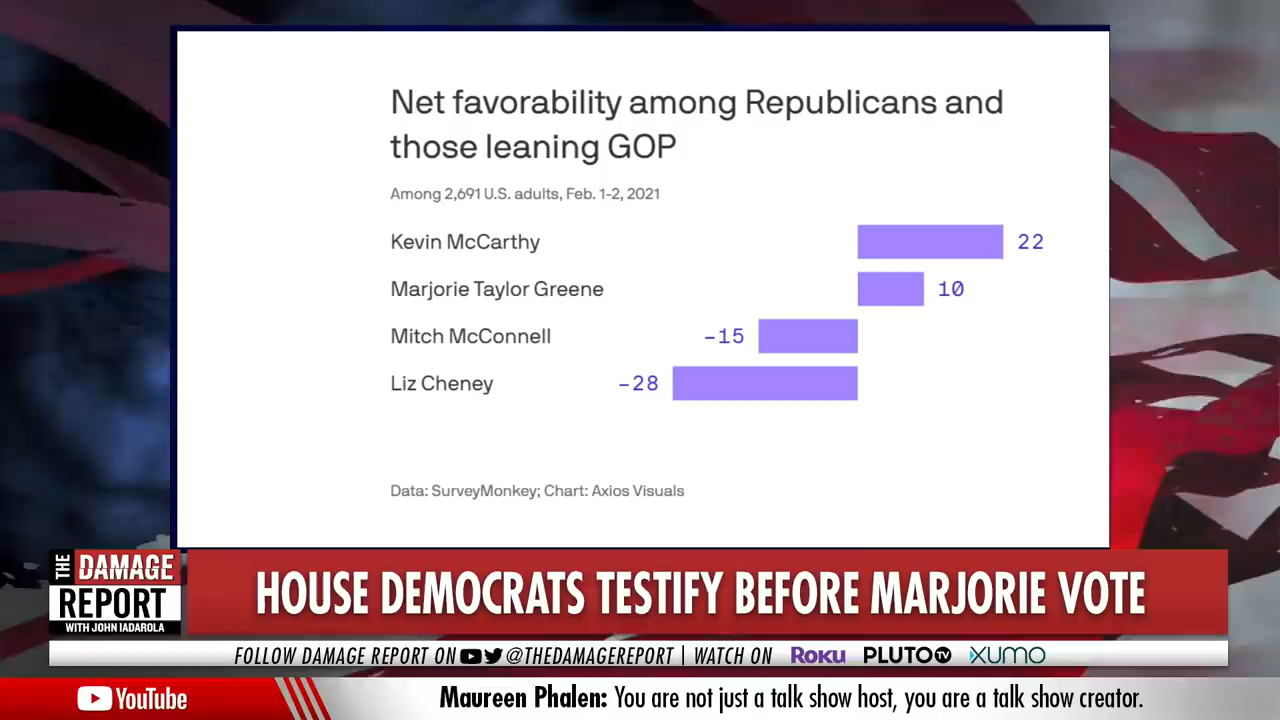 Net favorability among Republicans and
those leaning GOP
Among 2,691 U.S. adults, Feb. 1-2, 2021
Kevin McCarthy 22
Marjorie Taylor Greene 10
Mitch McConnell -15
Liz Cheney -28
Data: SurveyMonkey; Chart: Axios Visuals
THE DAMAGE
REPORT
WITH JOHN IADAROLA
HOUSE DEMOCRATS TESTIFY BEFORE MARJORIE VOTE
FOLLOW DAMAGE REPORT ON @THEDAMAGEREPORT | WATCH ON ROKU PLUTO TV XUMO
YouTube
Maureen Phalen: You are not just a talk show host, you are a talk show creator.